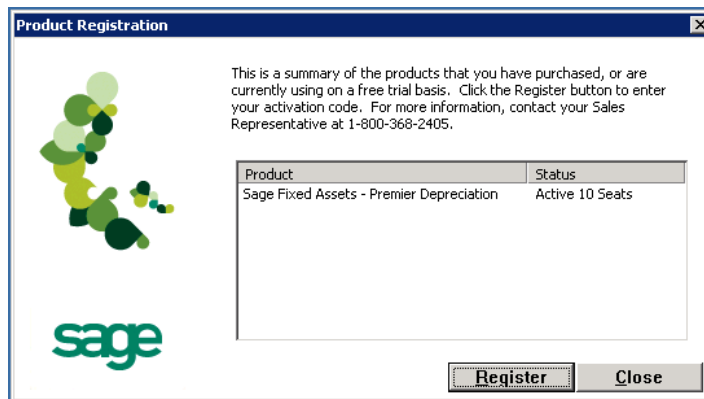 Product Registration
This is a summary of the products that you have purchased, or are
currently using on a free trial basis.  Click the Register button to enter
your activation code.  For more information, contact your Sales
Representative at 1-800-368-2405.
Product Status
Sage Fixed Assets - Premier Depreciation Active 10 Seats
sage
Register Close